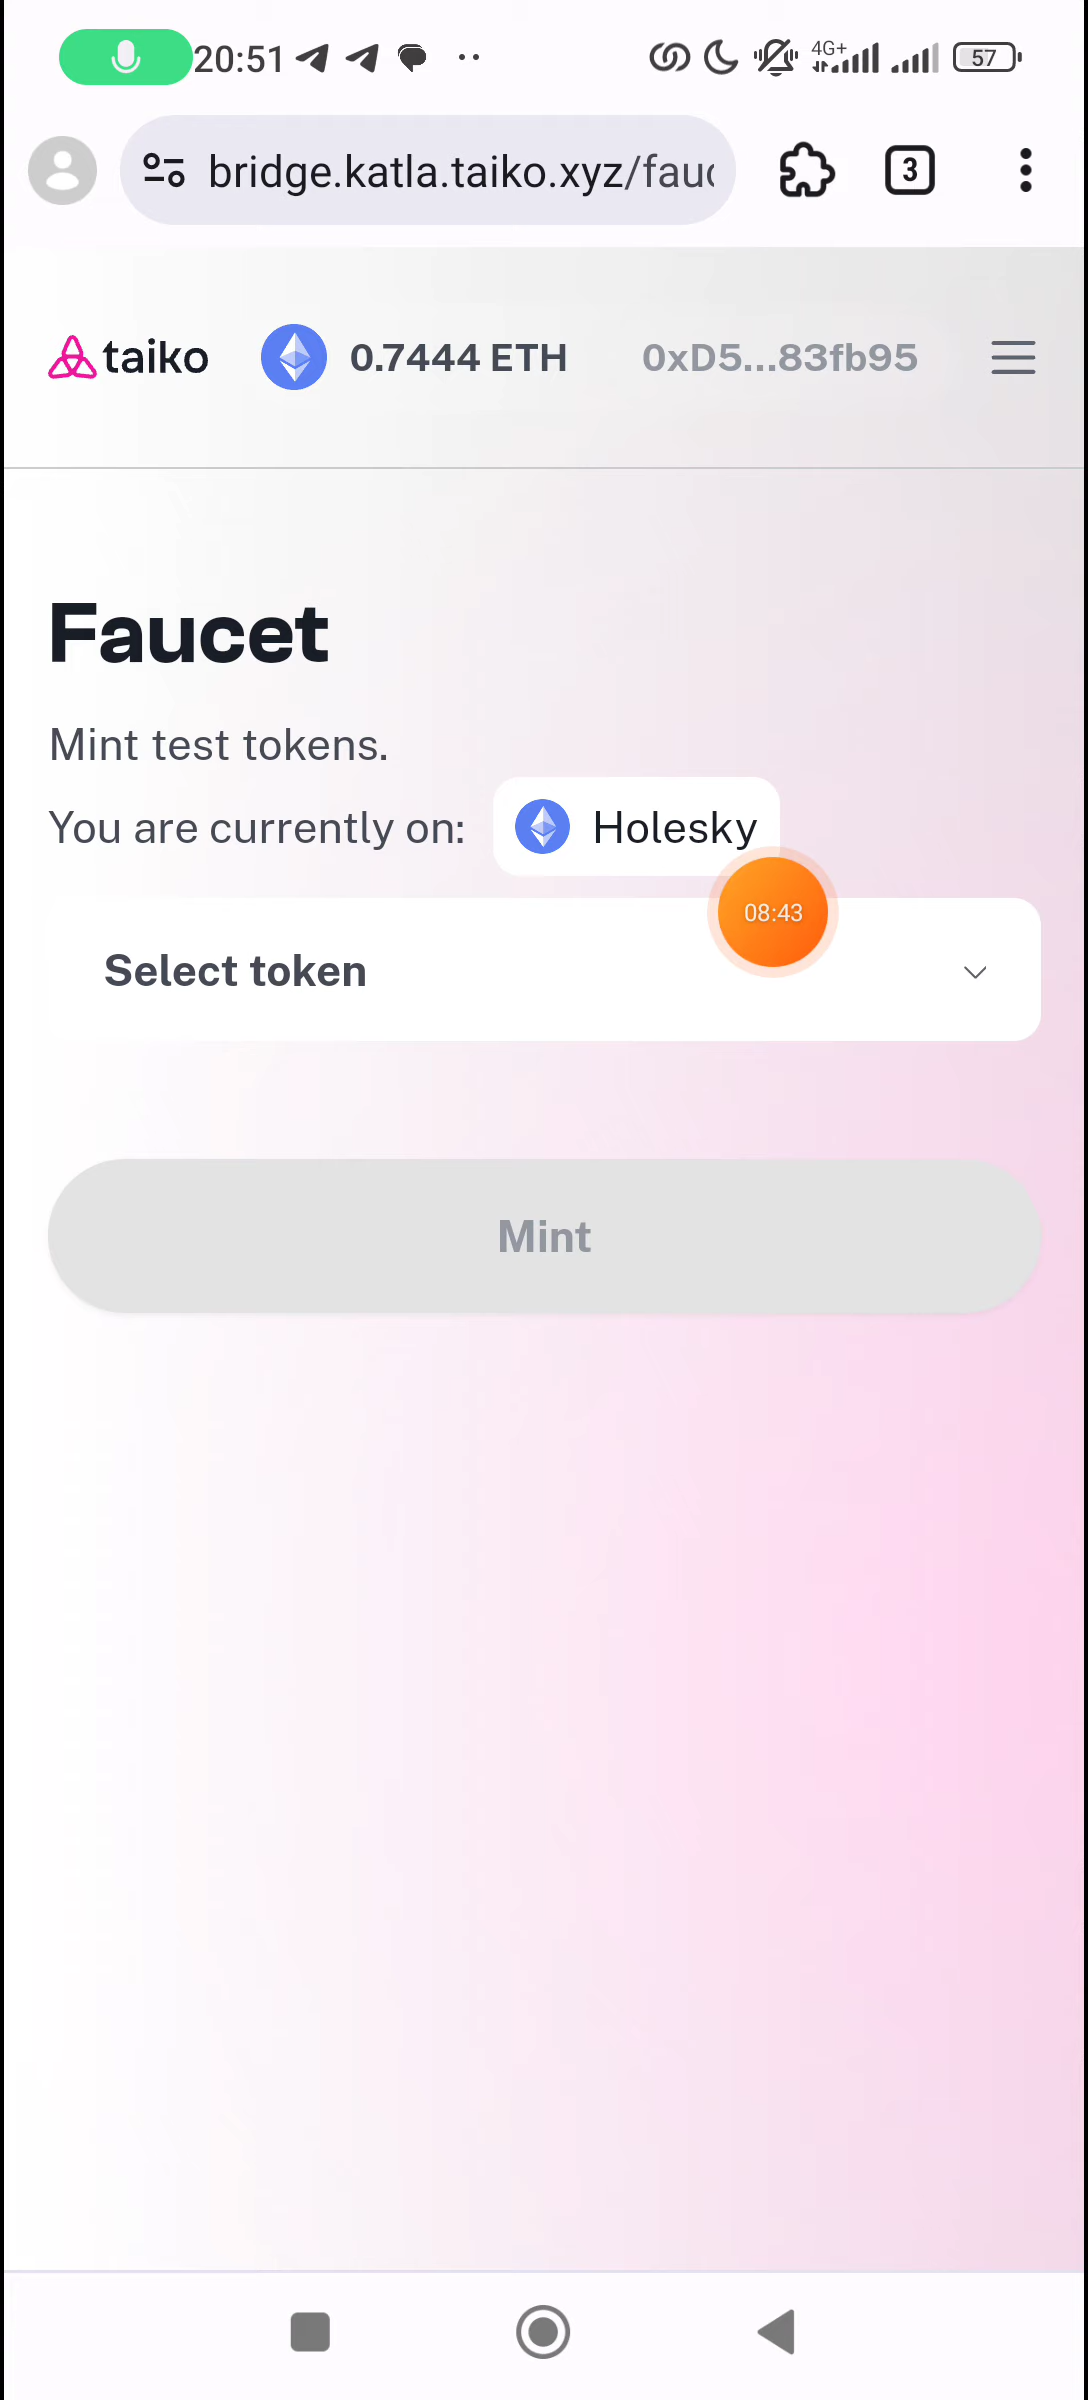 20:51
4G+
57
bridge.katla.taiko.xyz/fauc
3
taiko
0.7444 ETH
0xD5...83fb95
Faucet
Mint test tokens.
You are currently on: Holesky
08:43
Select token
Mint